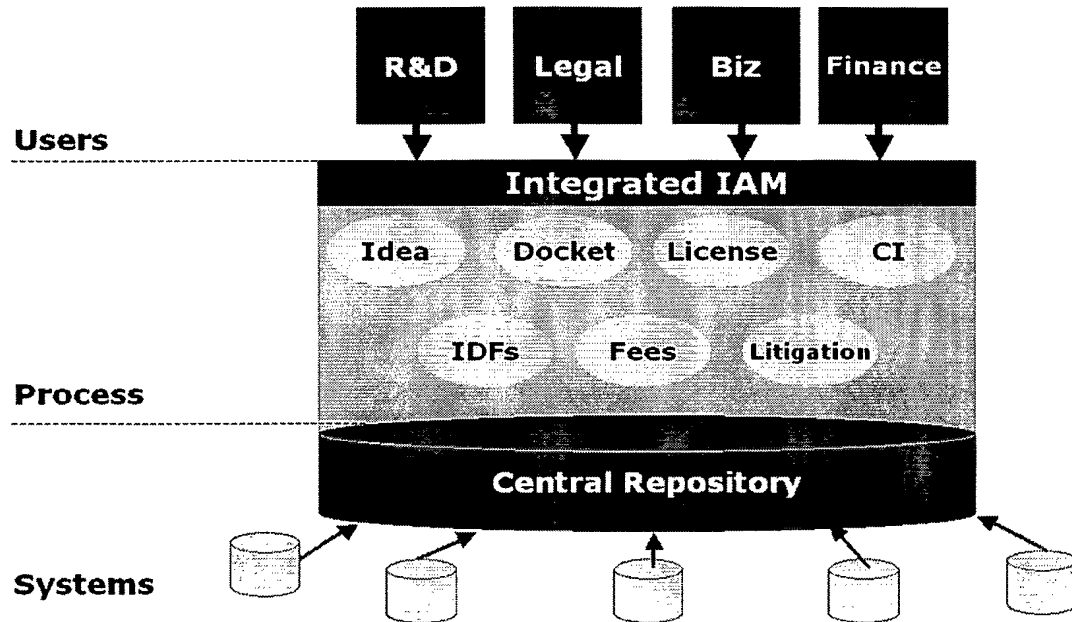 R&D Legal Biz Finance
Users
Integrated IAM
Idea Docket License CI
IDFs Fees Litigation
Process
Central Repository
Systems